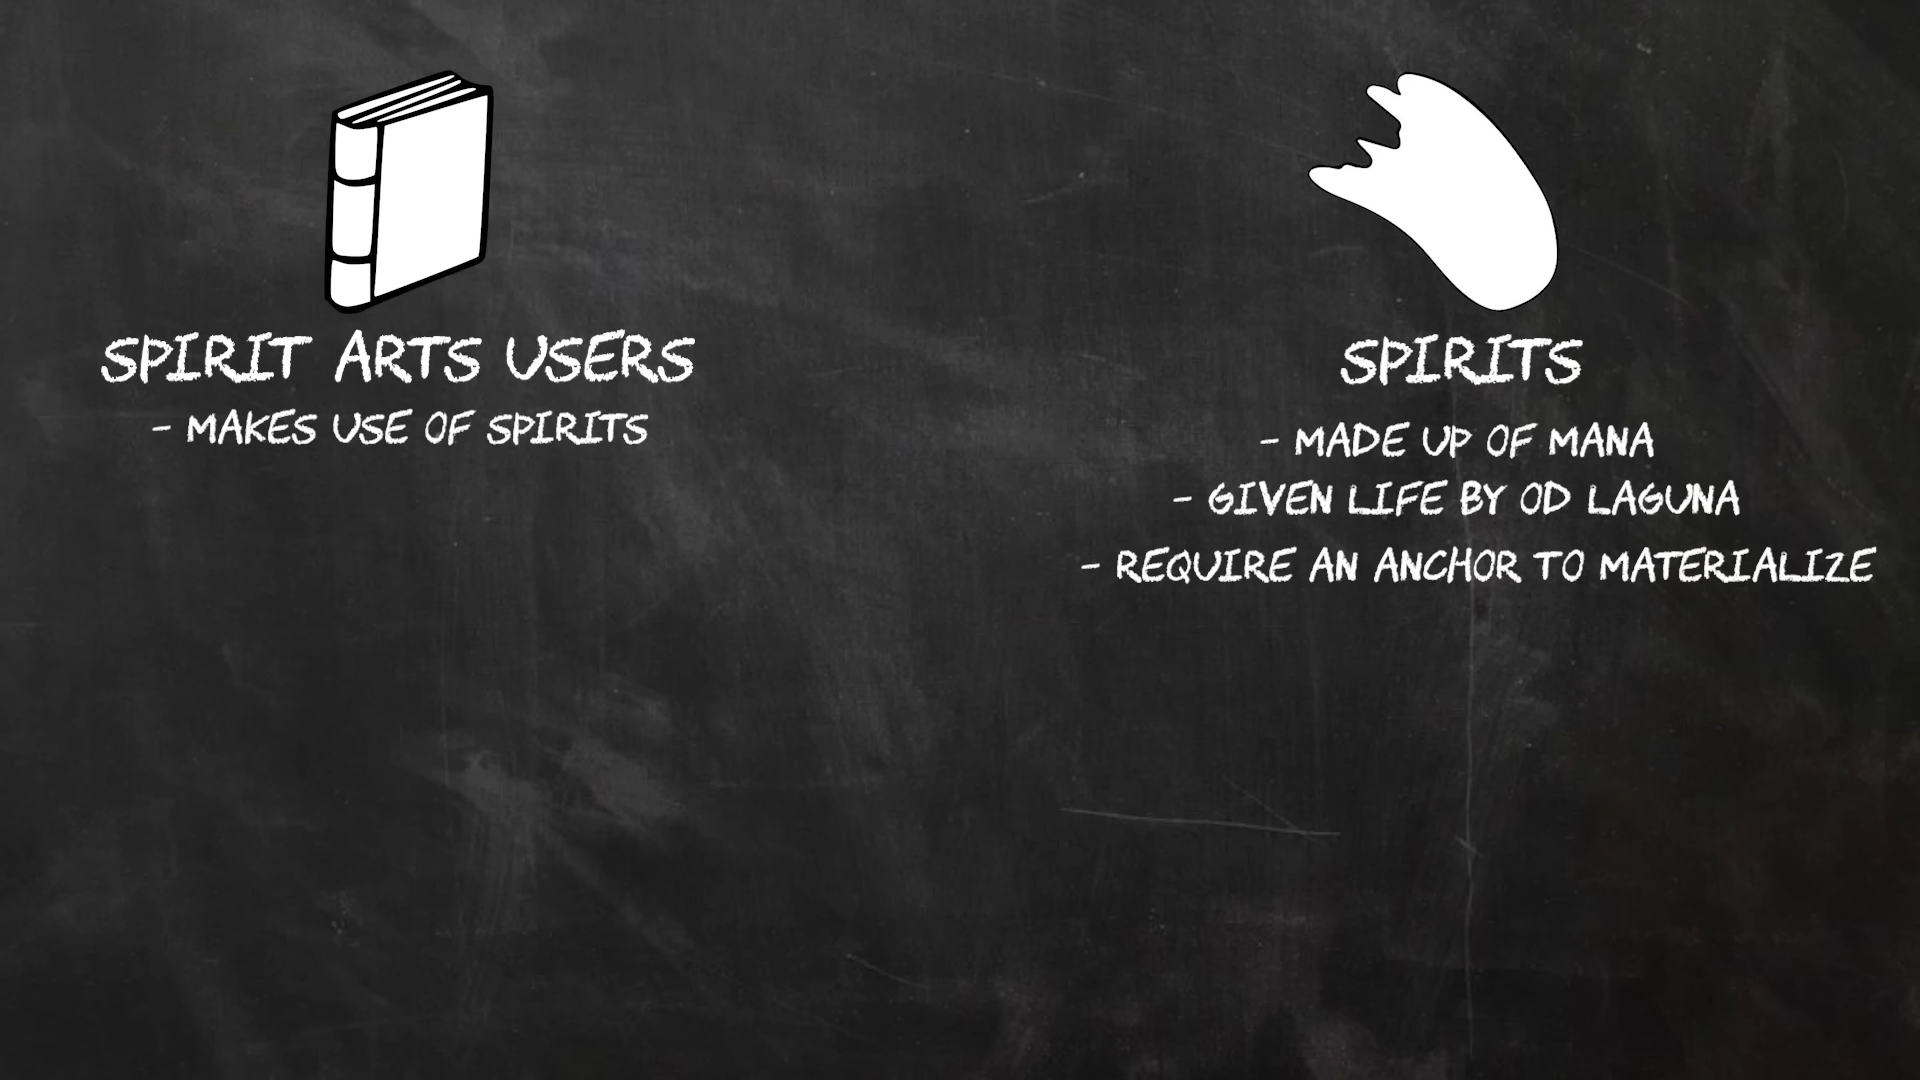 SPIRIT ARTS USERS
- MAKES USE OF SPIRITS
SPIRITS
- MADE UP OF MANA
- GIVEN LIFE BY OD LAGUNA
- REQUIRE AN ANCHOR TO MATERIALIZE